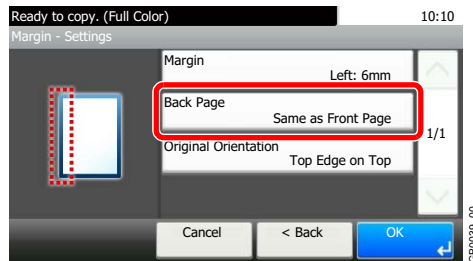 Ready to copy. (Full Color)
10:10
Margin - Settings
Margin
Left: 6mm
Back Page
Same as Front Page
1/1
Original Orientation
Top Edge on Top
Cancel
< Back
OK